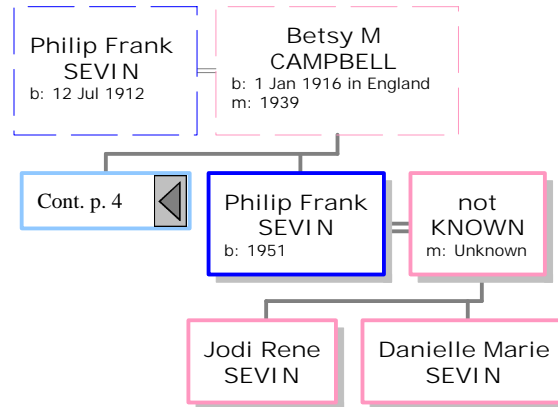 Philip Frank
SEVIN
b: 12 Jul 1912
Betsy M
CAMPBELL
b: 1 Jan 1916 in England
m: 1939
Cont. p. 4
Philip Frank
SEVIN
b: 1951
not
KNOWN
m: Unknown
Jodi Rene
SEVIN
Danielle Marie
SEVIN